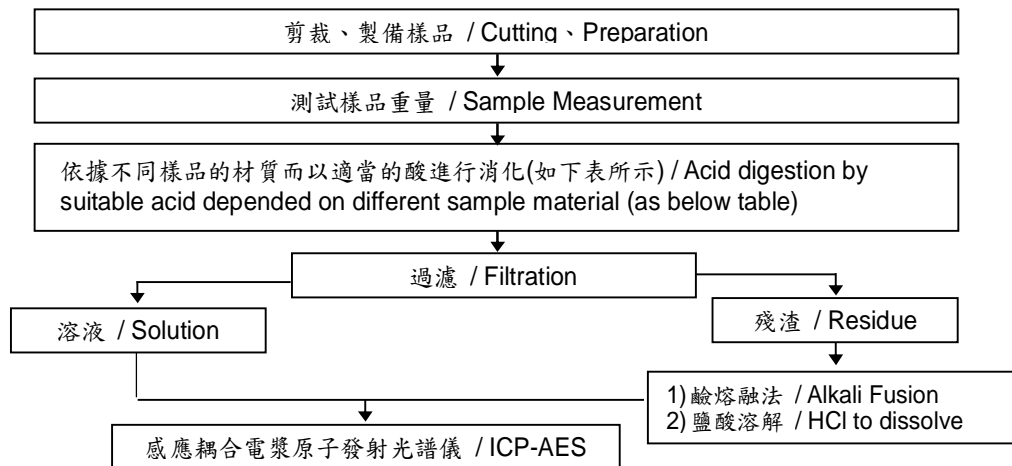 剪裁、製備樣品 / Cutting、Preparation
測試樣品重量 / Sample Measurement
依據不同樣品的材質而以適當的酸進行消化(如下表所示) / Acid digestion by
suitable acid depended on different sample material (as below table)
過濾 / Filtration
溶液 / Solution
殘渣 / Residue
1) 鹼熔融法 / Alkali Fusion
2) 鹽酸溶解 / HCl to dissolve
感應耦合電漿原子發射光譜儀 / ICP-AES